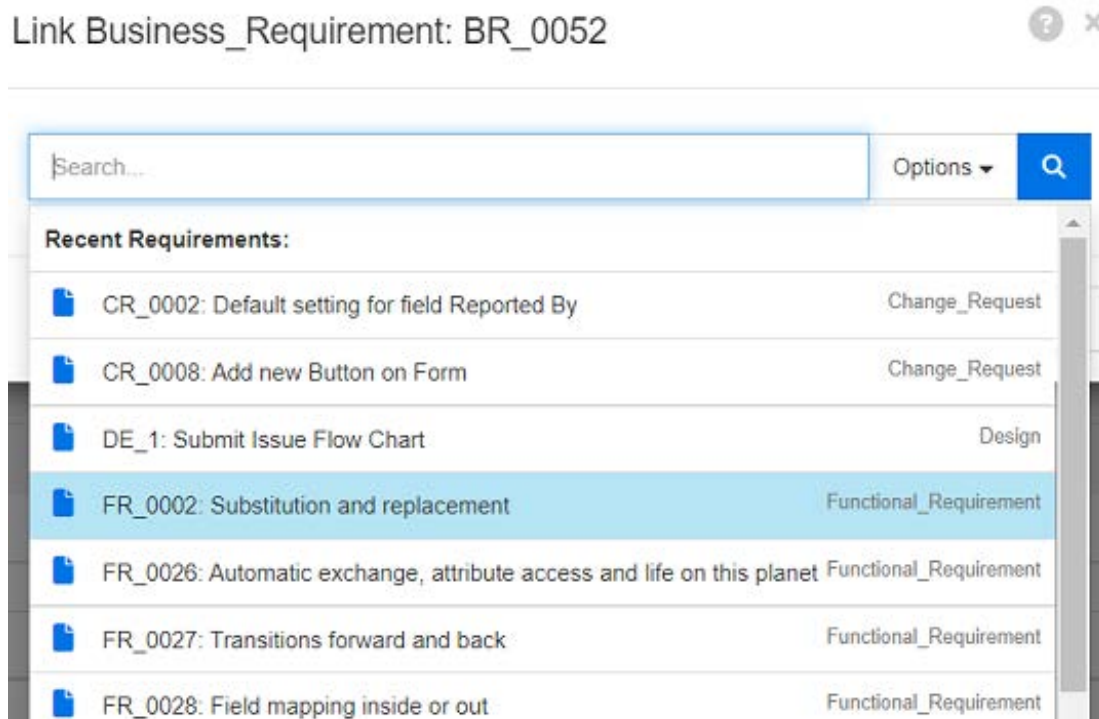 Link Business_Requirement: BR_0052
? ×
Search... Options
Recent Requirements:
CR_0002: Default setting for field Reported By Change_Request
CR_0008: Add new Button on Form Change_Request
DE_1: Submit Issue Flow Chart Design
FR_0002: Substitution and replacement Functional_Requirement
FR_0026: Automatic exchange, attribute access and life on this planet Functional_Requirement
FR_0027: Transitions forward and back Functional_Requirement
FR_0028: Field mapping inside or out Functional_Requirement